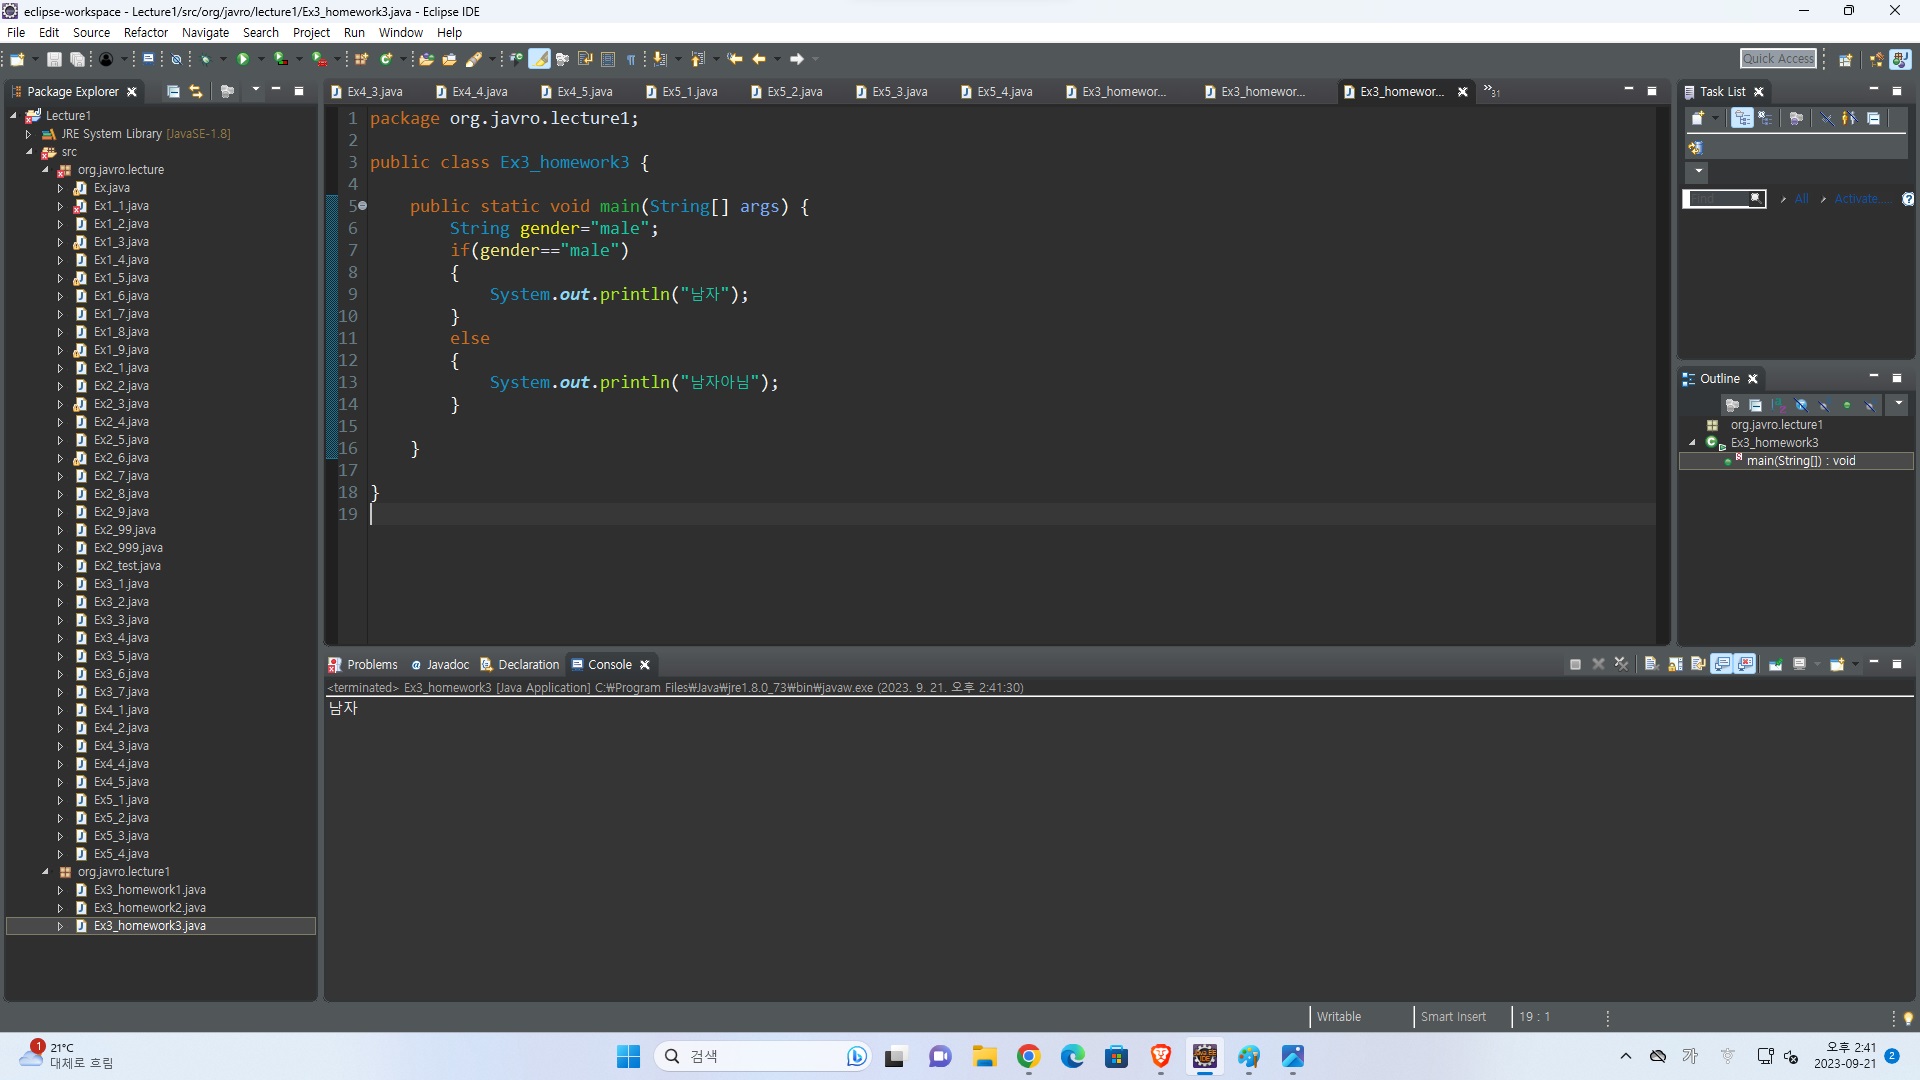 eclipse-workspace - Lecture1/src/org/javro/lecture1/Ex3_homework3.java - Eclipse IDE
File Edit Source Refactor Navigate Search Project Run Window Help
Quick Access
Package Explorer
Lecture1
JRE System Library [JavaSE-1.8]
src
org.javro.lecture
Ex.java
Ex1_1.java
Ex1_2.java
Ex1_3.java
Ex1_4.java
Ex1_5.java
Ex1_6.java
Ex1_7.java
Ex1_8.java
Ex1_9.java
Ex2_1.java
Ex2_2.java
Ex2_3.java
Ex2_4.java
Ex2_5.java
Ex2_6.java
Ex2_7.java
Ex2_8.java
Ex2_9.java
Ex2_99.java
Ex2_999.java
Ex2_test.java
Ex3_1.java
Ex3_2.java
Ex3_3.java
Ex3_4.java
Ex3_5.java
Ex3_6.java
Ex3_7.java
Ex4_1.java
Ex4_2.java
Ex4_3.java
Ex4_4.java
Ex4_5.java
Ex5_1.java
Ex5_2.java
Ex5_3.java
Ex5_4.java
org.javro.lecture1
Ex3_homework1.java
Ex3_homework2.java
Ex3_homework3.java
Ex4_3.java Ex4_4.java Ex4_5.java Ex5_1.java Ex5_2.java Ex5_3.java Ex5_4.java Ex3_homewor... Ex3_homewor... Ex3_homewor... »31
1 package org.javro.lecture1;
2
3 public class Ex3_homework3 {
4
5 public static void main(String[] args) {
6 String gender="male";
7 if(gender=="male")
8 {
9 System.out.println("남자");
10 }
11 else
12 {
13 System.out.println("남자아님");
14 }
15
16 }
17
18 }
19
Task List
Find All Activate...
Outline
org.javro.lecture1
Ex3_homework3
main(String[]) : void
Problems Javadoc Declaration Console
<terminated> Ex3_homework3 [Java Application] C:₩Program Files₩Java₩jre1.8.0_73₩bin₩javaw.exe (2023. 9. 21. 오후 2:41:30)
남자
Writable Smart Insert 19 : 1
1
21°C
대체로 흐림
검색
가
오후 2:41
2023-09-21
2